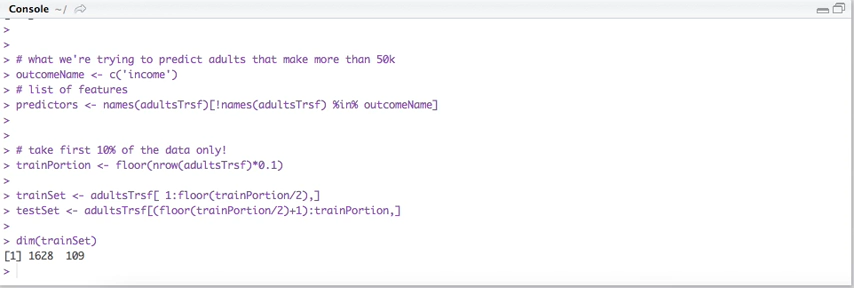 Console ~/
>
>
> # what we're trying to predict adults that make more than 50k
> outcomeName <- c('income')
> # list of features
> predictors <- names(adultsTrsf)[!names(adultsTrsf) %in% outcomeName]
>
>
> # take first 10% of the data only!
> trainPortion <- floor(nrow(adultsTrsf)*0.1)
>
> trainSet <- adultsTrsf[ 1:floor(trainPortion/2),]
> testSet <- adultsTrsf[(floor(trainPortion/2)+1):trainPortion,]
>
> dim(trainSet)
[1] 1628  109
>